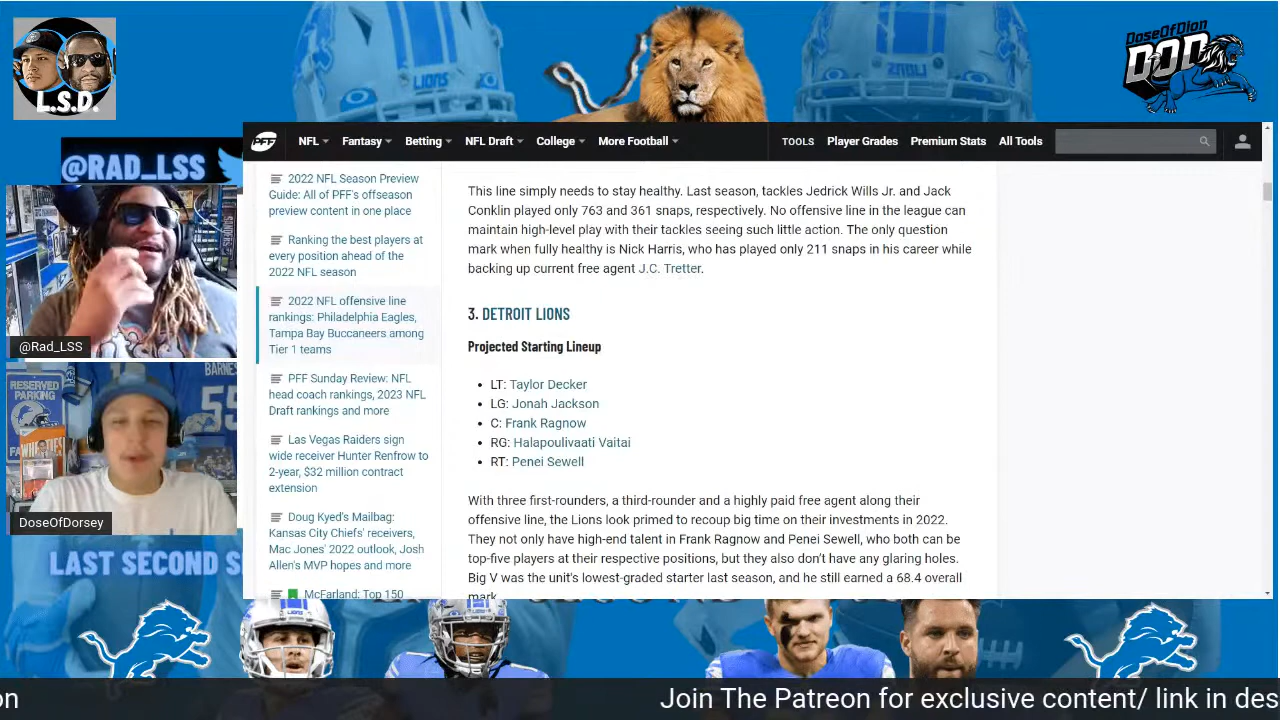 L.S.D.
DoseOfDion
DOD
LIONS
@RAD_LSS
PFF
NFL
Fantasy
Betting
NFL Draft
College
More Football
TOOLS
Player Grades
Premium Stats
All Tools
2022 NFL Season Preview
Guide: All of PFF's offseason
preview content in one place
Ranking the best players at
every position ahead of the
2022 NFL season
2022 NFL offensive line
rankings: Philadelphia Eagles,
Tampa Bay Buccaneers among
Tier 1 teams
PFF Sunday Review: NFL
head coach rankings, 2023 NFL
Draft rankings and more
Las Vegas Raiders sign
wide receiver Hunter Renfrow to
2-year, $32 million contract
extension
Doug Kyed's Mailbag:
Kansas City Chiefs' receivers,
Mac Jones' 2022 outlook, Josh
Allen's MVP hopes and more
McFarland: Top 150
This line simply needs to stay healthy. Last season, tackles Jedrick Wills Jr. and Jack
Conklin played only 763 and 361 snaps, respectively. No offensive line in the league can
maintain high-level play with their tackles seeing such little action. The only question
mark when fully healthy is Nick Harris, who has played only 211 snaps in his career while
backing up current free agent J.C. Tretter.
3. DETROIT LIONS
Projected Starting Lineup
LT: Taylor Decker
LG: Jonah Jackson
C: Frank Ragnow
RG: Halapoulivaati Vaitai
RT: Penei Sewell
With three first-rounders, a third-rounder and a highly paid free agent along their
offensive line, the Lions look primed to recoup big time on their investments in 2022.
They not only have high-end talent in Frank Ragnow and Penei Sewell, who both can be
top-five players at their respective positions, but they also don't have any glaring holes.
Big V was the unit's lowest-graded starter last season, and he still earned a 68.4 overall
mark.
@Rad_LSS
RESERVED
PARKING
BARNES
55
DoseOfDorsey
LAST SECOND S
on
Join The Patreon for exclusive content/ link in des